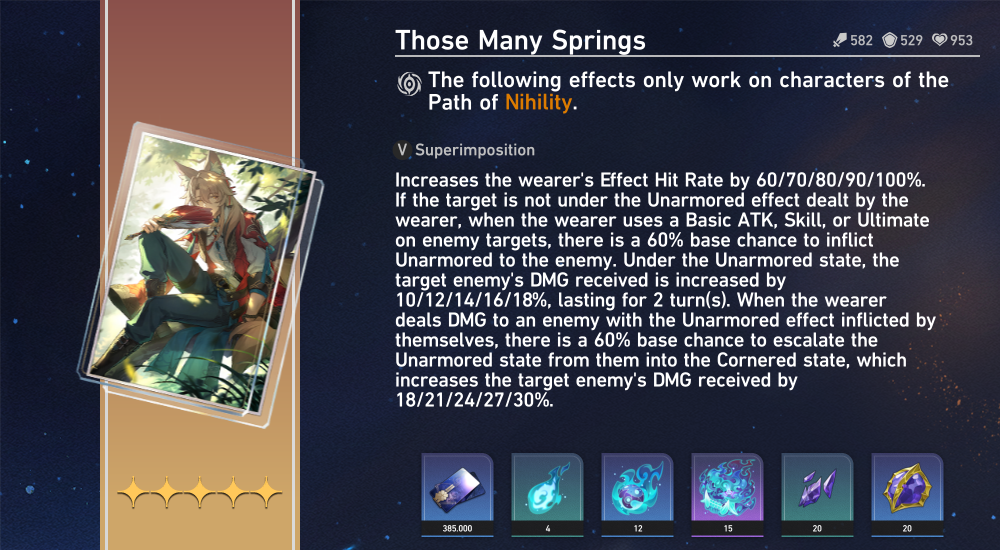 Those Many Springs
582 529 953
The following effects only work on characters of the
Path of Nihility.
V Superimposition
Increases the wearer's Effect Hit Rate by 60/70/80/90/100%.
If the target is not under the Unarmored effect dealt by the
wearer, when the wearer uses a Basic ATK, Skill, or Ultimate
on enemy targets, there is a 60% base chance to inflict
Unarmored to the enemy. Under the Unarmored state, the
target enemy's DMG received is increased by
10/12/14/16/18%, lasting for 2 turn(s). When the wearer
deals DMG to an enemy with the Unarmored effect inflicted by
themselves, there is a 60% base chance to escalate the
Unarmored state from them into the Cornered state, which
increases the target enemy's DMG received by
18/21/24/27/30%.
385.000 4 12 15 20 20